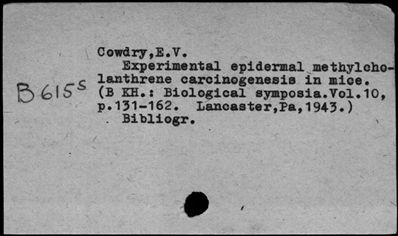 Cowdry,E.V.
Experimental epidermal methylcho-
lanthrene carcinogenesis in mice.
B615s
(B KH.: Biological symposia.Vol.10,
p.131-162. Lancaster,Pa,1943.)
Bibliogr.